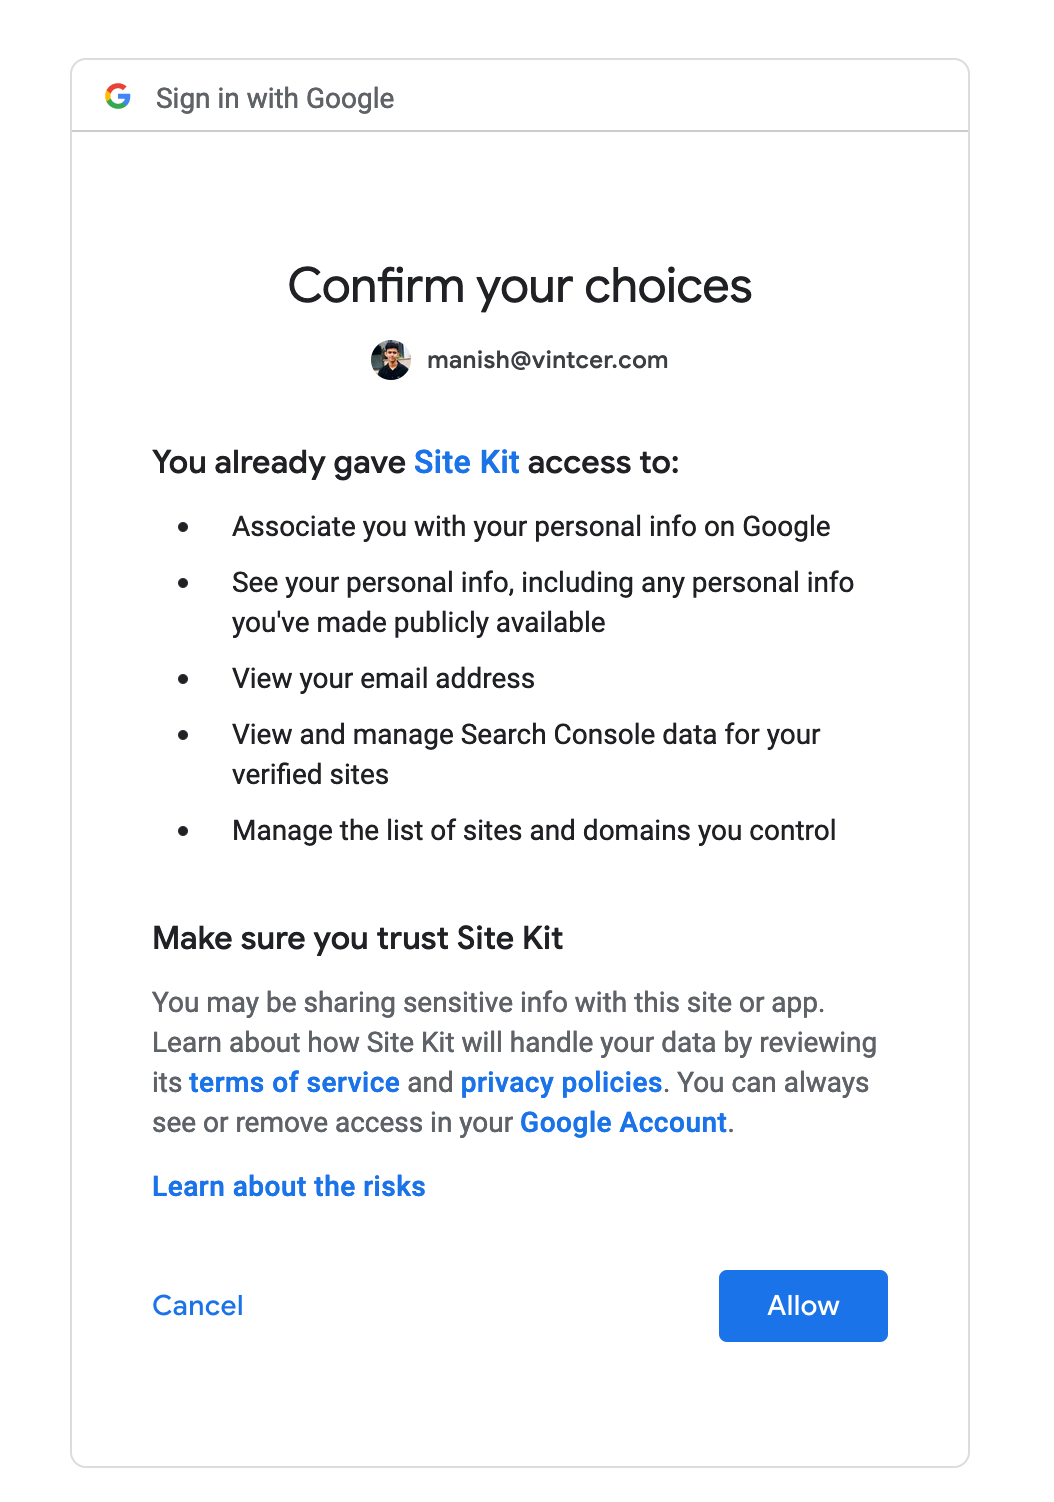 Sign in with Google
Confirm your choices
manish@vintcer.com
You already gave Site Kit access to:
• Associate you with your personal info on Google
• See your personal info, including any personal info
you've made publicly available
• View your email address
• View and manage Search Console data for your
verified sites
• Manage the list of sites and domains you control
Make sure you trust Site Kit
You may be sharing sensitive info with this site or app.
Learn about how Site Kit will handle your data by reviewing
its terms of service and privacy policies. You can always
see or remove access in your Google Account.
Learn about the risks
Cancel
Allow